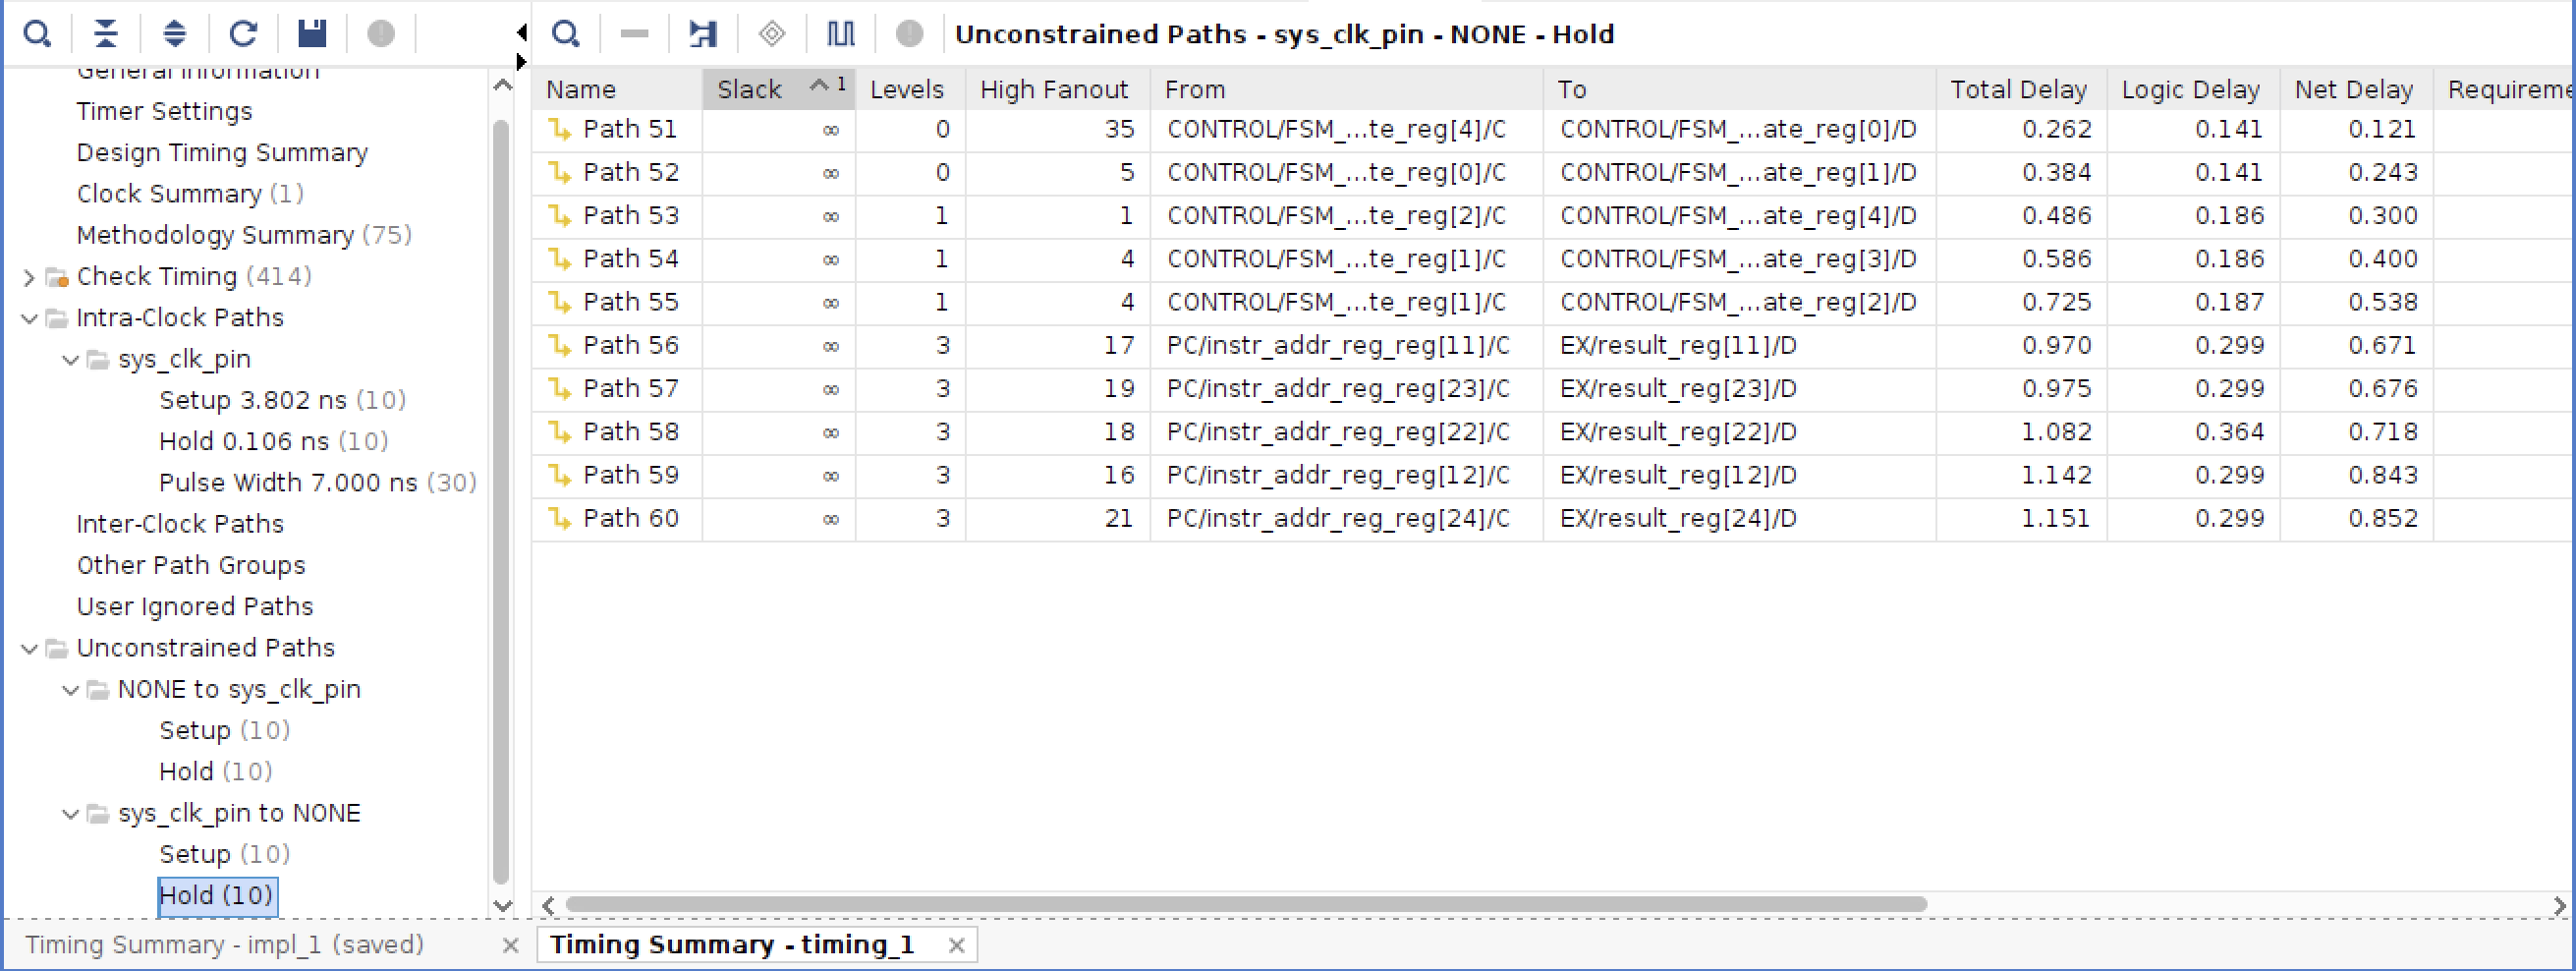 Unconstrained Paths - sys_clk_pin - NONE - Hold
General Information
Timer Settings
Design Timing Summary
Clock Summary (1)
Methodology Summary (75)
Check Timing (414)
Intra-Clock Paths
sys_clk_pin
Setup 3.802 ns (10)
Hold 0.106 ns (10)
Pulse Width 7.000 ns (30)
Inter-Clock Paths
Other Path Groups
User Ignored Paths
Unconstrained Paths
NONE to sys_clk_pin
Setup (10)
Hold (10)
sys_clk_pin to NONE
Setup (10)
Hold (10)
Name Slack 1 Levels High Fanout From To Total Delay Logic Delay Net Delay Requireme
Path 51 ∞ 0 35 CONTROL/FSM_...te_reg[4]/C CONTROL/FSM_...ate_reg[0]/D 0.262 0.141 0.121
Path 52 ∞ 0 5 CONTROL/FSM_...te_reg[0]/C CONTROL/FSM_...ate_reg[1]/D 0.384 0.141 0.243
Path 53 ∞ 1 1 CONTROL/FSM_...te_reg[2]/C CONTROL/FSM_...ate_reg[4]/D 0.486 0.186 0.300
Path 54 ∞ 1 4 CONTROL/FSM_...te_reg[1]/C CONTROL/FSM_...ate_reg[3]/D 0.586 0.186 0.400
Path 55 ∞ 1 4 CONTROL/FSM_...te_reg[1]/C CONTROL/FSM_...ate_reg[2]/D 0.725 0.187 0.538
Path 56 ∞ 3 17 PC/instr_addr_reg_reg[11]/C EX/result_reg[11]/D 0.970 0.299 0.671
Path 57 ∞ 3 19 PC/instr_addr_reg_reg[23]/C EX/result_reg[23]/D 0.975 0.299 0.676
Path 58 ∞ 3 18 PC/instr_addr_reg_reg[22]/C EX/result_reg[22]/D 1.082 0.364 0.718
Path 59 ∞ 3 16 PC/instr_addr_reg_reg[12]/C EX/result_reg[12]/D 1.142 0.299 0.843
Path 60 ∞ 3 21 PC/instr_addr_reg_reg[24]/C EX/result_reg[24]/D 1.151 0.299 0.852
Timing Summary - impl_1 (saved)
Timing Summary - timing_1